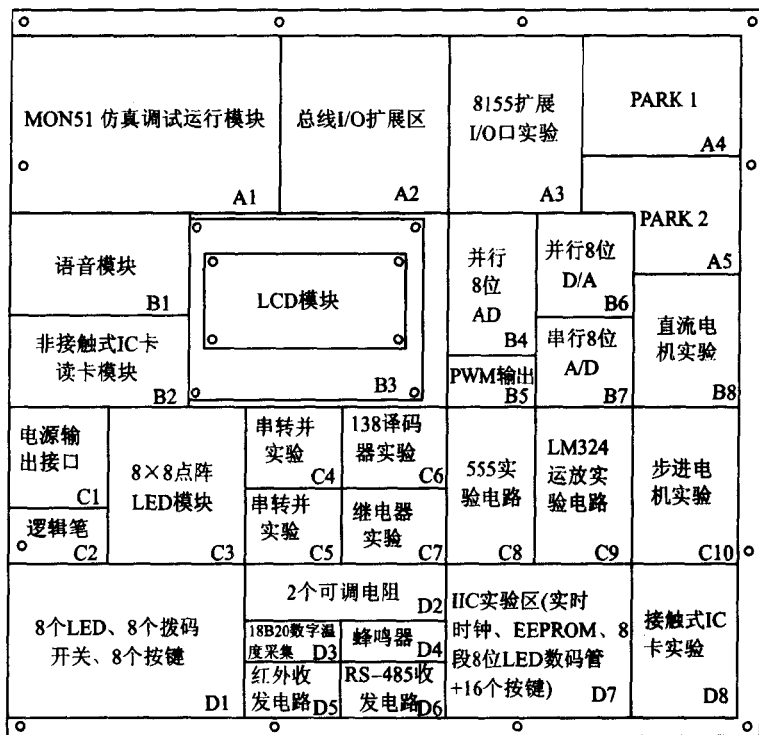 MON51 仿真调试运行模块
A1
总线I/O扩展区
A2
8155扩展
I/O口实验
A3
PARK 1
A4
PARK 2
A5
语音模块
B1
非接触式IC卡
读卡模块
B2
LCD模块
B3
并行
8位
AD
B4
PWM输出
B5
并行8位
D/A
B6
串行8位
A/D
B7
直流电
机实验
B8
电源输
出接口
C1
逻辑笔
C2
8×8点阵
LED模块
C3
串转并
实验
C4
串转并
实验
C5
138译码
器实验
C6
继电器
实验
C7
555实
验电路
C8
LM324
运放实
验电路
C9
步进电
机实验
C10
8个LED、8个拨码
开关、8个按键
D1
2个可调电阻
D2
18B20数字温
度采集
D3
蜂鸣器
D4
红外收
发电路
D5
RS-485收
发电路
D6
IIC实验区(实时
时钟、EEPROM、8
段8位LED数码管
+16个按键)
D7
接触式IC
卡实验
D8